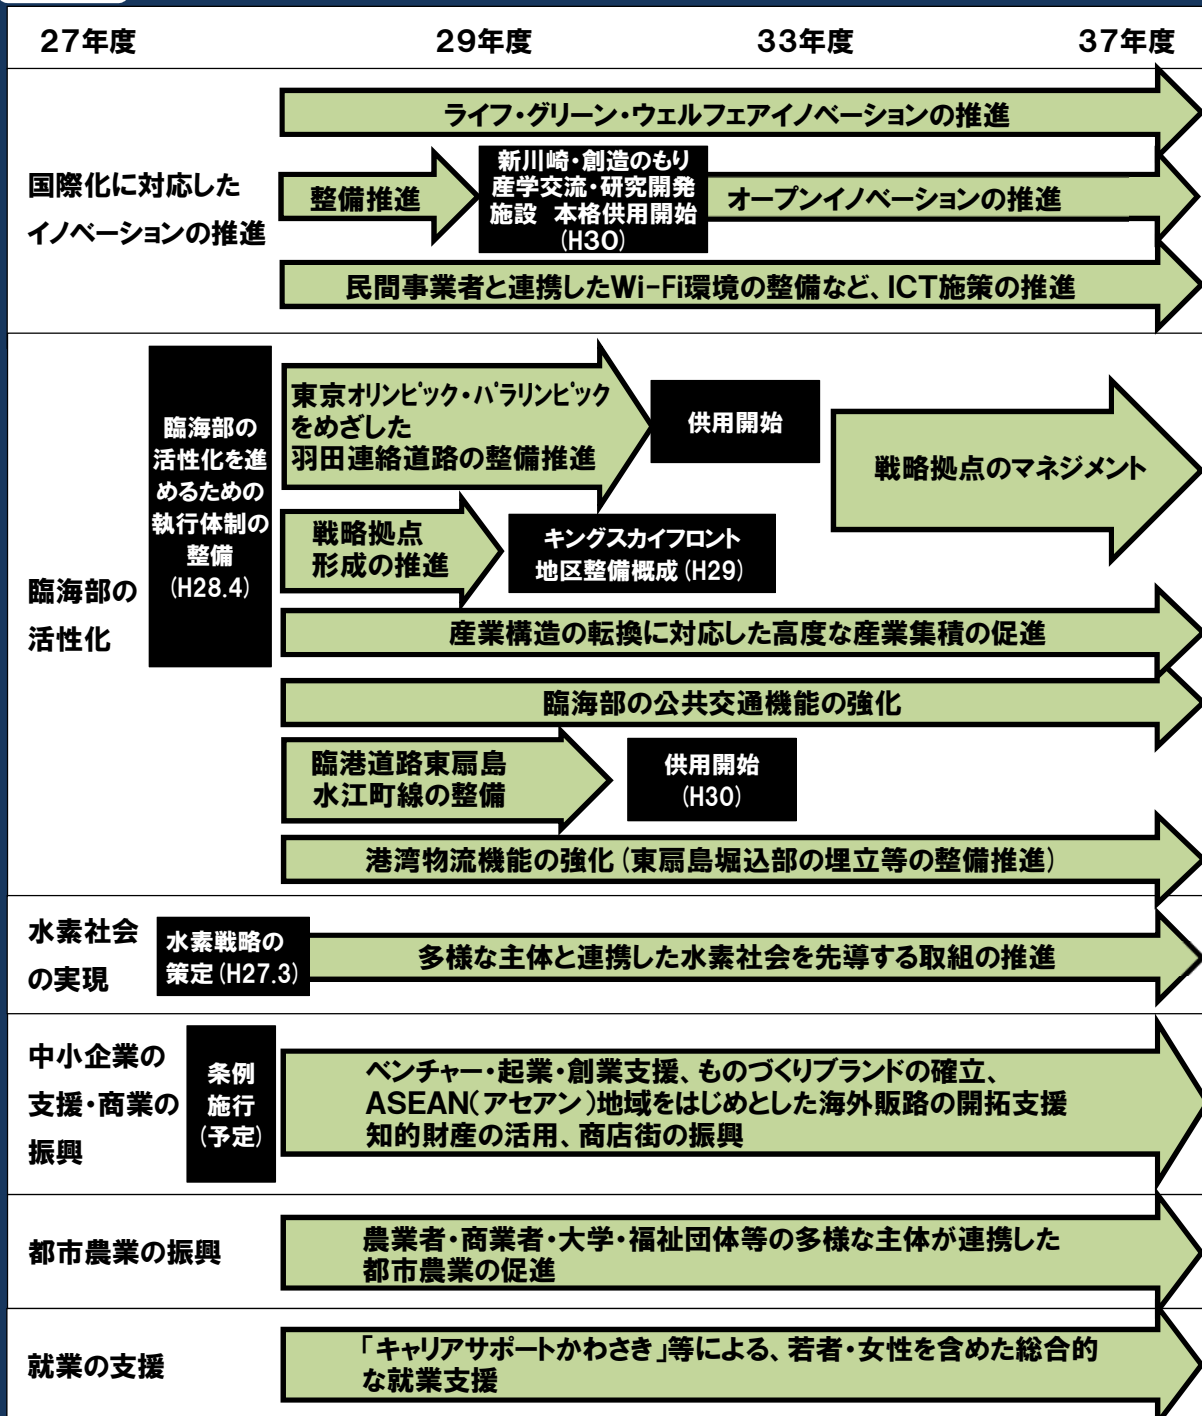 27年度 29年度 33年度 37年度
国際化に対応した
イノベーションの推進
ライフ・グリーン・ウェルフェアイノベーションの推進
整備推進
新川崎・創造のもり
産学交流・研究開発
施設 本格供用開始
(H30)
オープンイノベーションの推進
民間事業者と連携したWi-Fi環境の整備など、ICT施策の推進
臨海部の
活性化
臨海部の
活性化を進
めるための
執行体制の
整備
(H28.4)
東京オリンピック・パラリンピック
をめざした
羽田連絡道路の整備推進
供用開始
戦略拠点のマネジメント
戦略拠点
形成の推進
キングスカイフロント
地区整備概成(H29)
産業構造の転換に対応した高度な産業集積の促進
臨海部の公共交通機能の強化
臨港道路東扇島
水江町線の整備
供用開始
(H30)
港湾物流機能の強化(東扇島堀込部の埋立等の整備推進)
水素社会
の実現
水素戦略の
策定(H27.3)
多様な主体と連携した水素社会を先導する取組の推進
中小企業の
支援・商業の
振興
条例
施行
(予定)
ベンチャー・起業・創業支援、ものづくりブランドの確立、
ASEAN(アセアン)地域をはじめとした海外販路の開拓支援
知的財産の活用、商店街の振興
都市農業の振興
農業者・商業者・大学・福祉団体等の多様な主体が連携した
都市農業の促進
就業の支援
「キャリアサポートかわさき」等による、若者・女性を含めた総合的
な就業支援